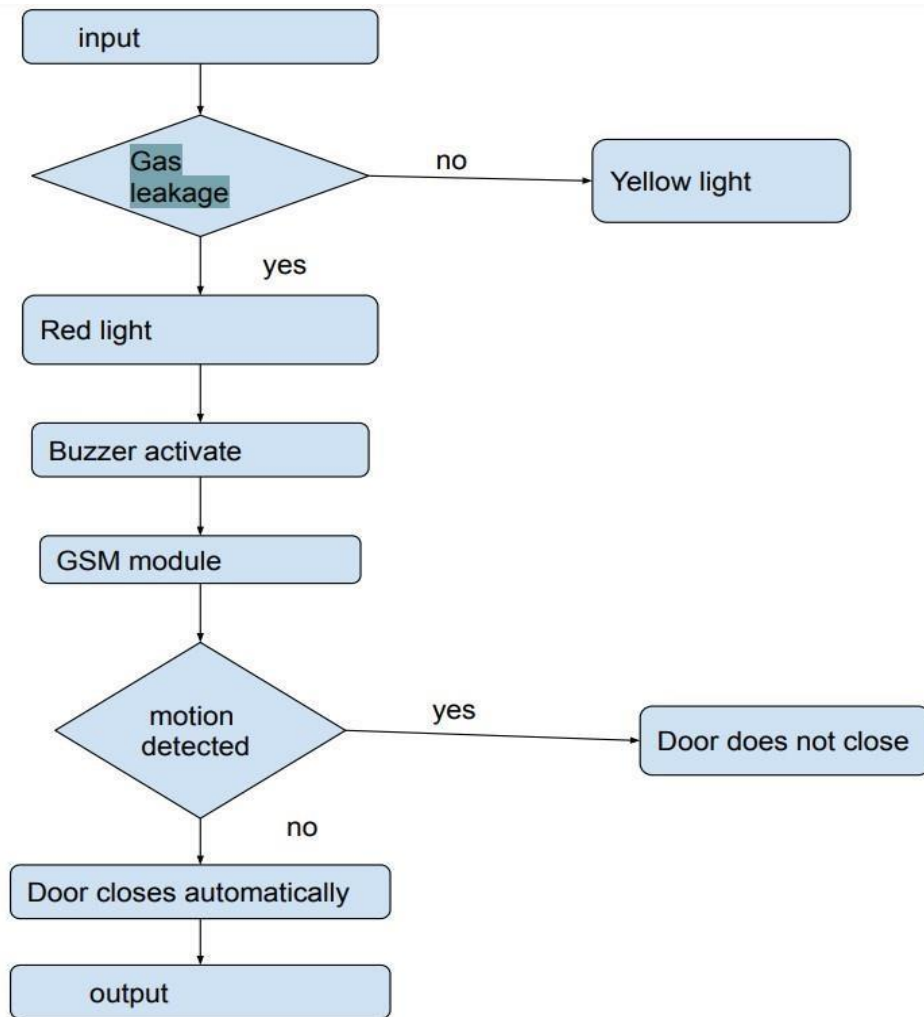 input
Gas
leakage
no
Yellow light
yes
Red light
Buzzer activate
GSM module
motion
detected
yes
Door does not close
no
Door closes automatically
output